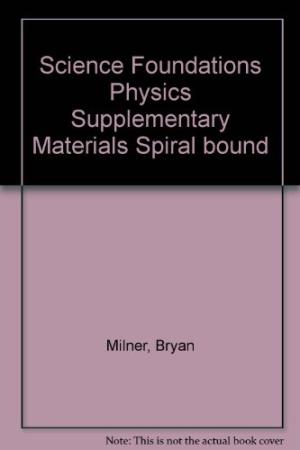 Science Foundations
Physics
Supplementary
Materials Spiral bound
Milner, Bryan
Note: This is not the actual book cover